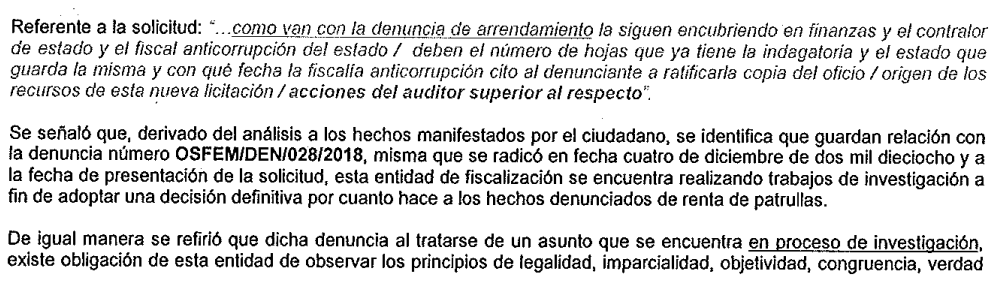 Referente a la solicitud: "...como van con la denuncia de arrendamiento la siguen encubriendo en finanzas y el contralor
de estado y el fiscal anticorrupción del estado / deben el número de hojas que ya tiene la indagatoria y el estado que
guarda la misma y con qué fecha la fiscalía anticorrupción cito al denunciante a ratificarla copia del oficio / origen de los
recursos de esta nueva licitación / acciones del auditor superior al respecto".
Se señaló que, derivado del análisis a los hechos manifestados por el ciudadano, se identifica que guardan relación con
la denuncia número OSFEM/DEN/028/2018, misma que se radicó en fecha cuatro de diciembre de dos mil dieciocho y a
la fecha de presentación de la solicitud, esta entidad de fiscalización se encuentra realizando trabajos de investigación a
fin de adoptar una decisión definitiva por cuanto hace a los hechos denunciados de renta de patrullas.
De igual manera se refirió que dicha denuncia al tratarse de un asunto que se encuentra en proceso de investigación,
existe obligación de esta entidad de observar los principios de legalidad, imparcialidad, objetividad, congruencia, verdad